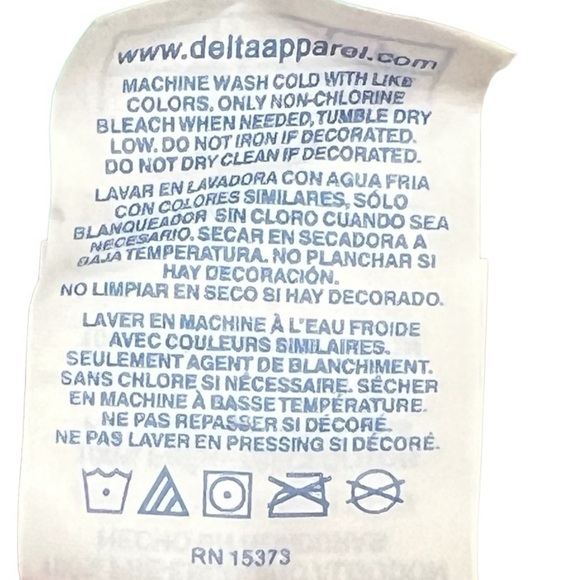 www.deltaapparel.com
MACHINE WASH COLD WITH LIKE
COLORS, ONLY NON-CHLORINE
BLEACH WHEN NEEDED, TUMBLE DRY
LOW. DO NOT IRON IF DECORATED.
DO NOT DRY CLEAN IF DECORATED.
LAVAR EN LAVADORA CON AGUA FRIA
CON COLORES SIMILARES, SÓLO
BLANQUEADOR SIN CLORO CUANDO SEA
NECESARIO. SECAR EN SECADORA A
BAJA TEMPERATURA. NO PLANCHAR SI
HAY DECORACIÓN.
NO LIMPIAR EN SECO SI HAY DECORADO.
LAVER EN MACHINE À L'EAU FROIDE
AVEC COULEURS SIMILAIRES.
SEULEMENT AGENT DE BLANCHIMENT.
SANS CHLORE SI NÉCESSAIRE. SÉCHER
EN MACHINE À BASSE TEMPÉRATURE.
NE PAS REPASSER SI DÉCORÉ.
NE PAS LAVER EN PRESSING SI DÉCORÉ.
RN 15373